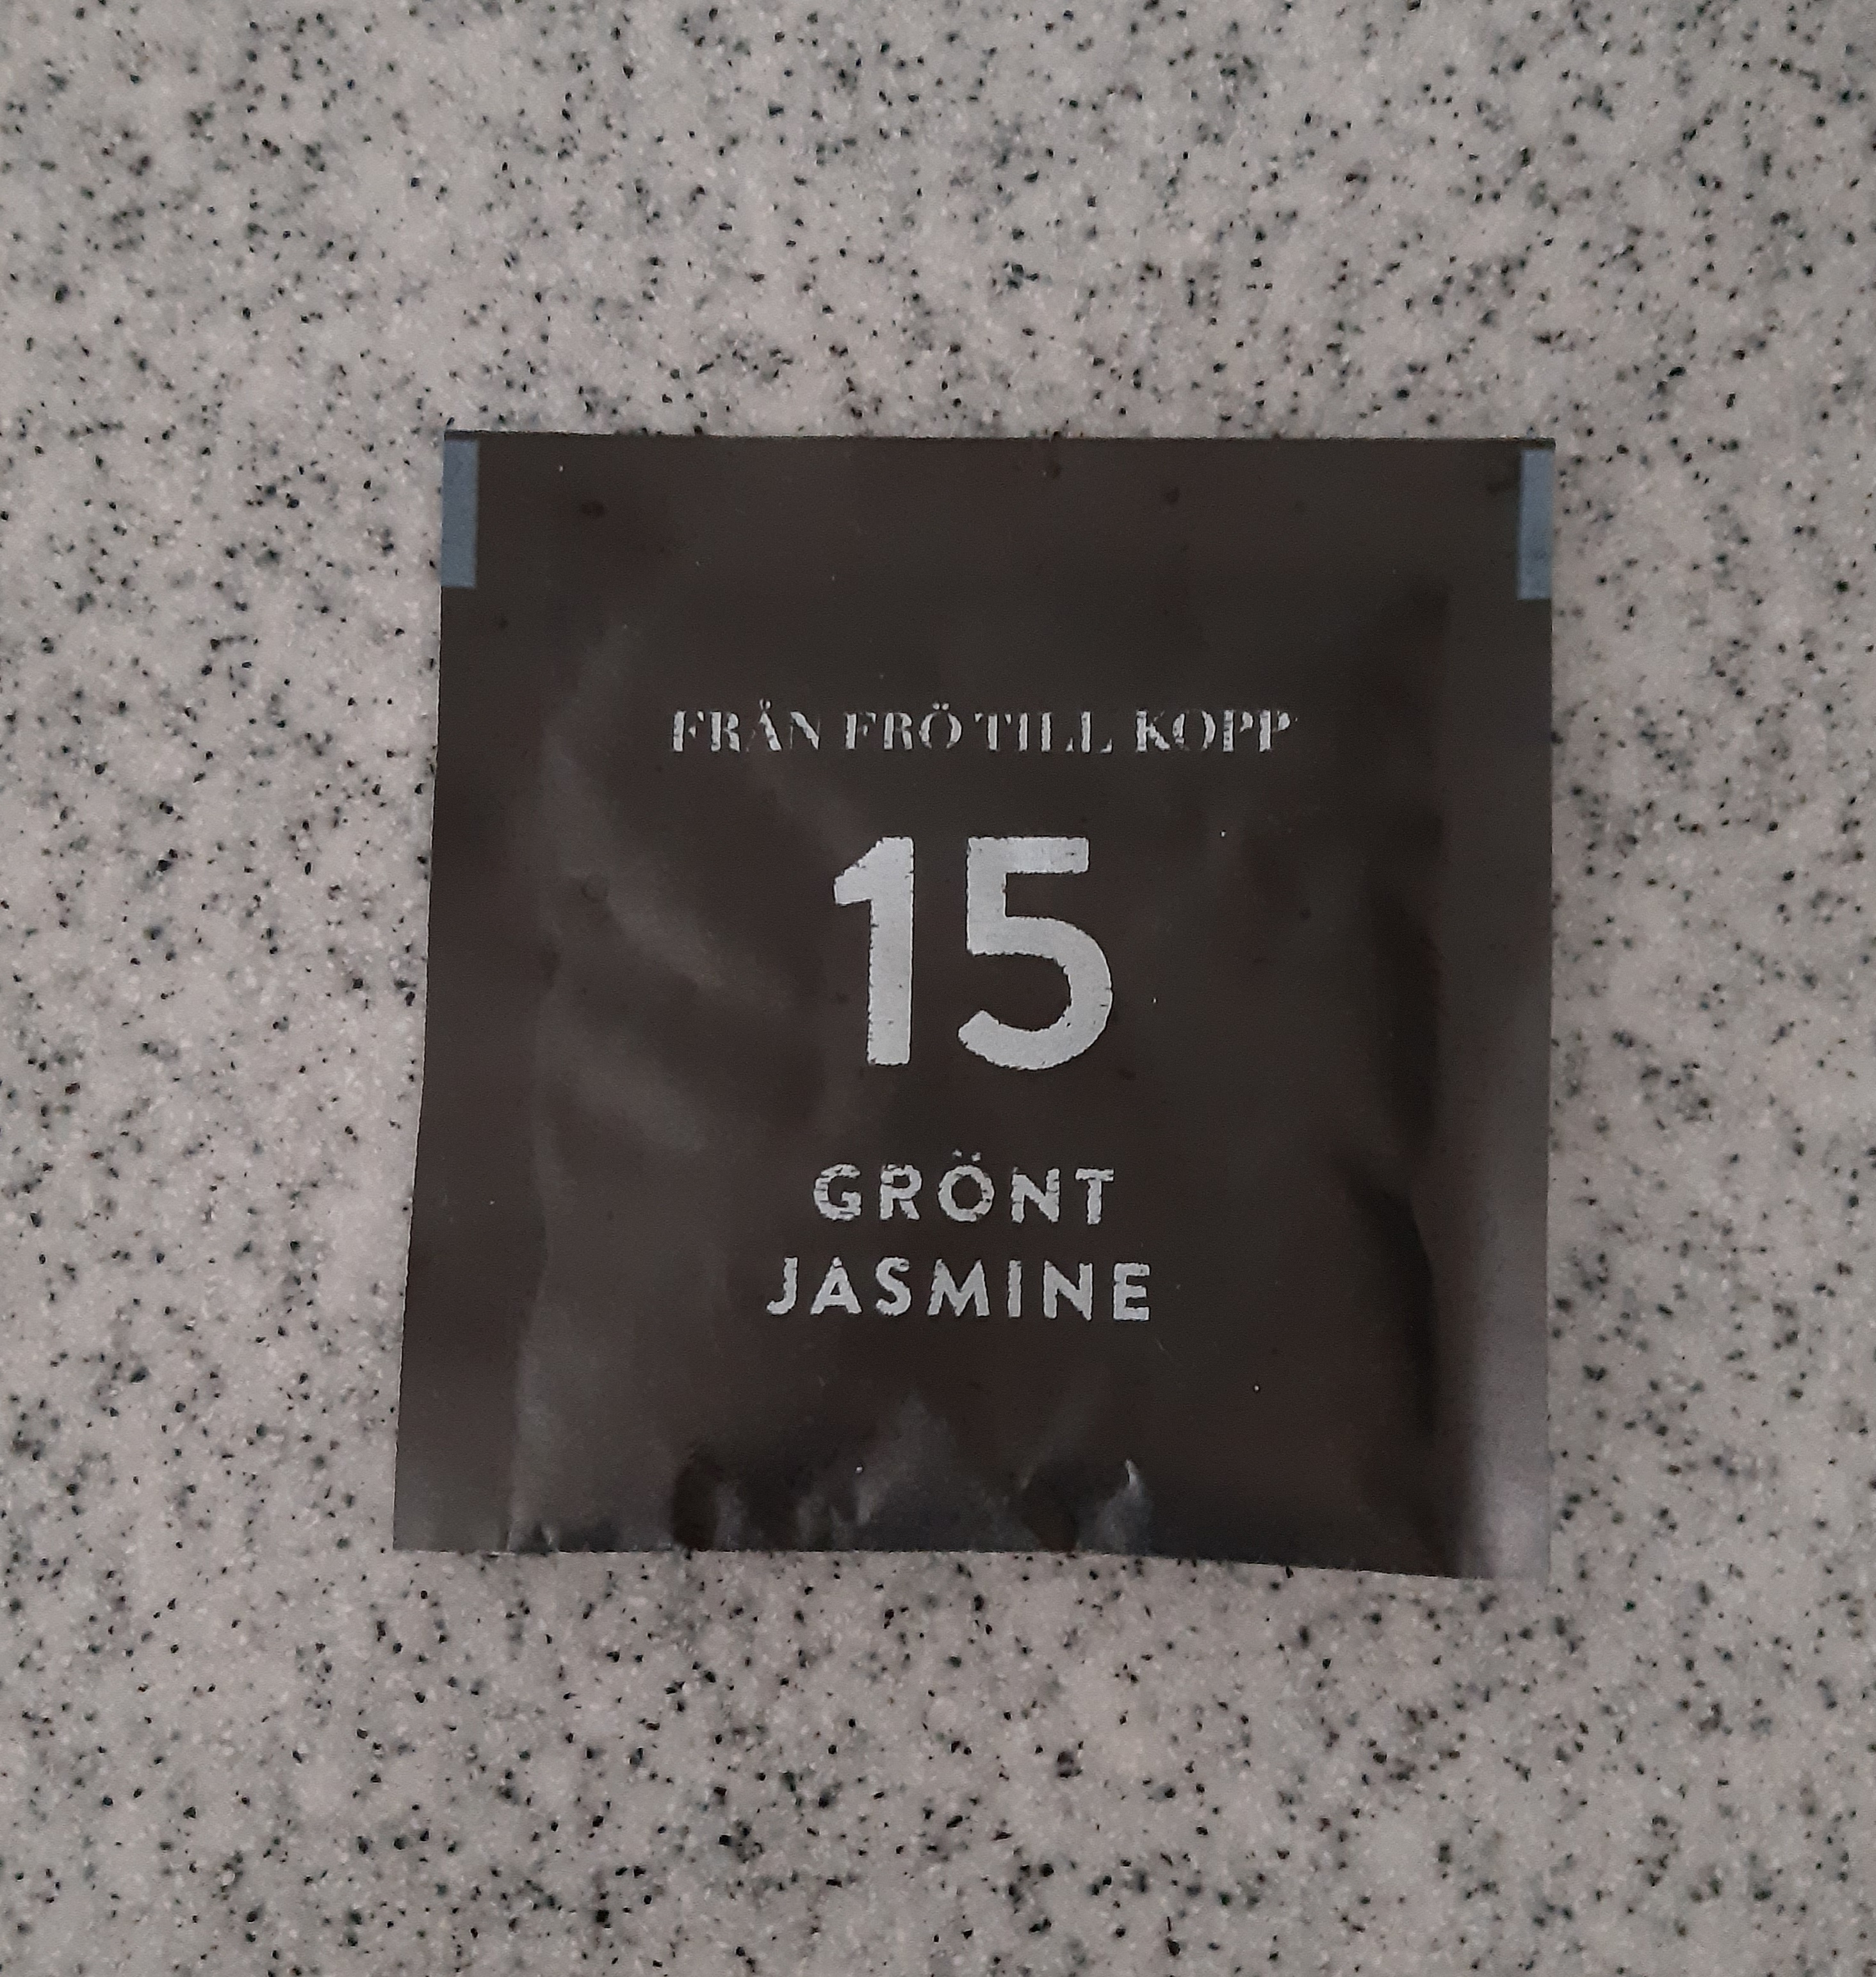 FRÅN FRÖ TILL KOPP
15
GRÖNT
JASMINE